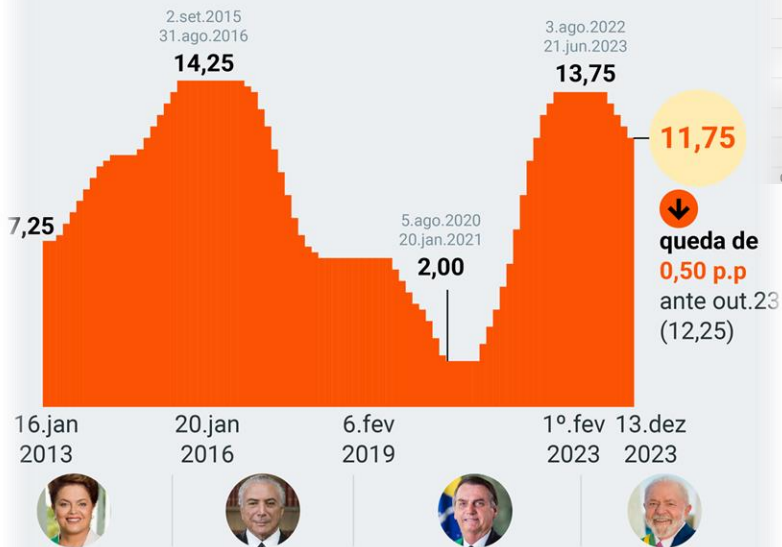 2.set.2015
31.ago.2016
14,25
3.ago.2022
21.jun.2023
13,75
11,75
7,25
5.ago.2020
20.jan.2021
2,00
queda de
0,50 p.p
ante out.23
(12,25)
16.jan
2013
20.jan
2016
6.fev
2019
1º.fev
2023
13.dez
2023